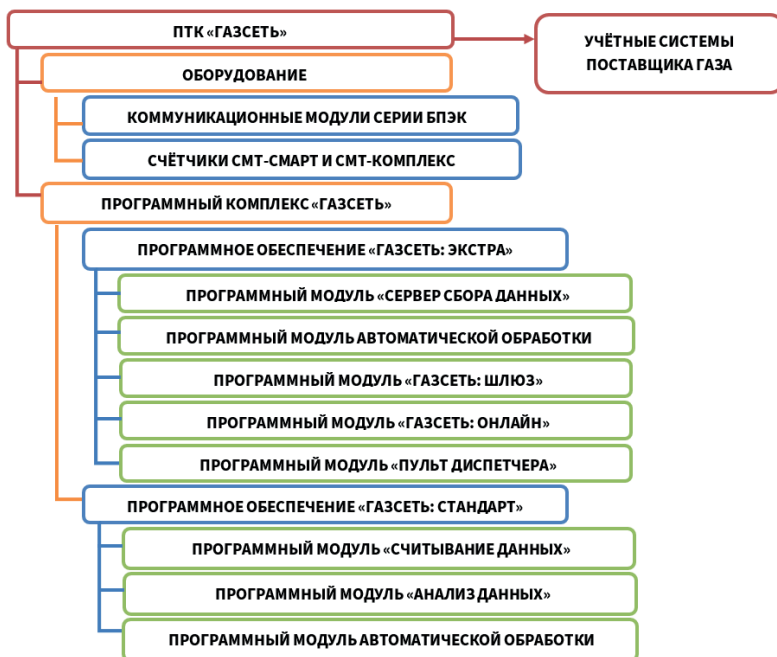 ПТК «ГАЗСЕТЬ»
УЧЁТНЫЕ СИСТЕМЫ
ПОСТАВЩИКА ГАЗА
ОБОРУДОВАНИЕ
КОММУНИКАЦИОННЫЕ МОДУЛИ СЕРИИ БПЭК
СЧЁТЧИКИ СМТ-СМАРТ И СМТ-КОМПЛЕКС
ПРОГРАММНЫЙ КОМПЛЕКС «ГАЗСЕТЬ»
ПРОГРАММНОЕ ОБЕСПЕЧЕНИЕ «ГАЗСЕТЬ: ЭКСТРА»
ПРОГРАММНЫЙ МОДУЛЬ «СЕРВЕР СБОРА ДАННЫХ»
ПРОГРАММНЫЙ МОДУЛЬ АВТОМАТИЧЕСКОЙ ОБРАБОТКИ
ПРОГРАММНЫЙ МОДУЛЬ «ГАЗСЕТЬ: ШЛЮЗ»
ПРОГРАММНЫЙ МОДУЛЬ «ГАЗСЕТЬ: ОНЛАЙН»
ПРОГРАММНЫЙ МОДУЛЬ «ПУЛЬТ ДИСПЕТЧЕРА»
ПРОГРАММНОЕ ОБЕСПЕЧЕНИЕ «ГАЗСЕТЬ: СТАНДАРТ»
ПРОГРАММНЫЙ МОДУЛЬ «СЧИТЫВАНИЕ ДАННЫХ»
ПРОГРАММНЫЙ МОДУЛЬ «АНАЛИЗ ДАННЫХ»
ПРОГРАММНЫЙ МОДУЛЬ АВТОМАТИЧЕСКОЙ ОБРАБОТКИ